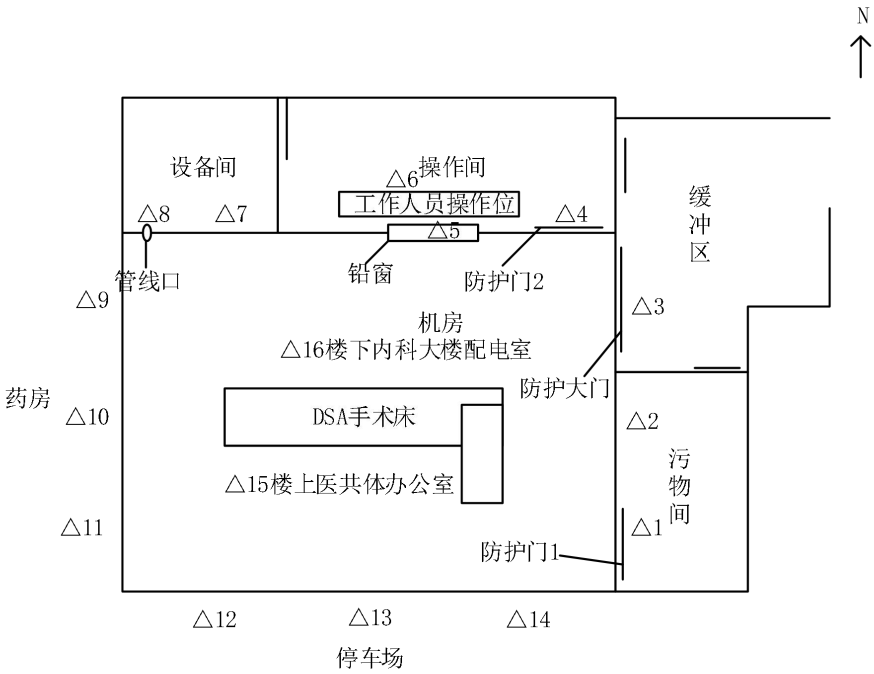 N
设备间
操作间
△6
工作人员操作位
△8
△7
△5
△4
缓冲区
管线口
铅窗
防护门2
△9
△3
机房
△16楼下内科大楼配电室
防护大门
药房
△10
DSA手术床
△2
污物间
△15楼上医共体办公室
△11
△1
防护门1
△12
△13
△14
停车场